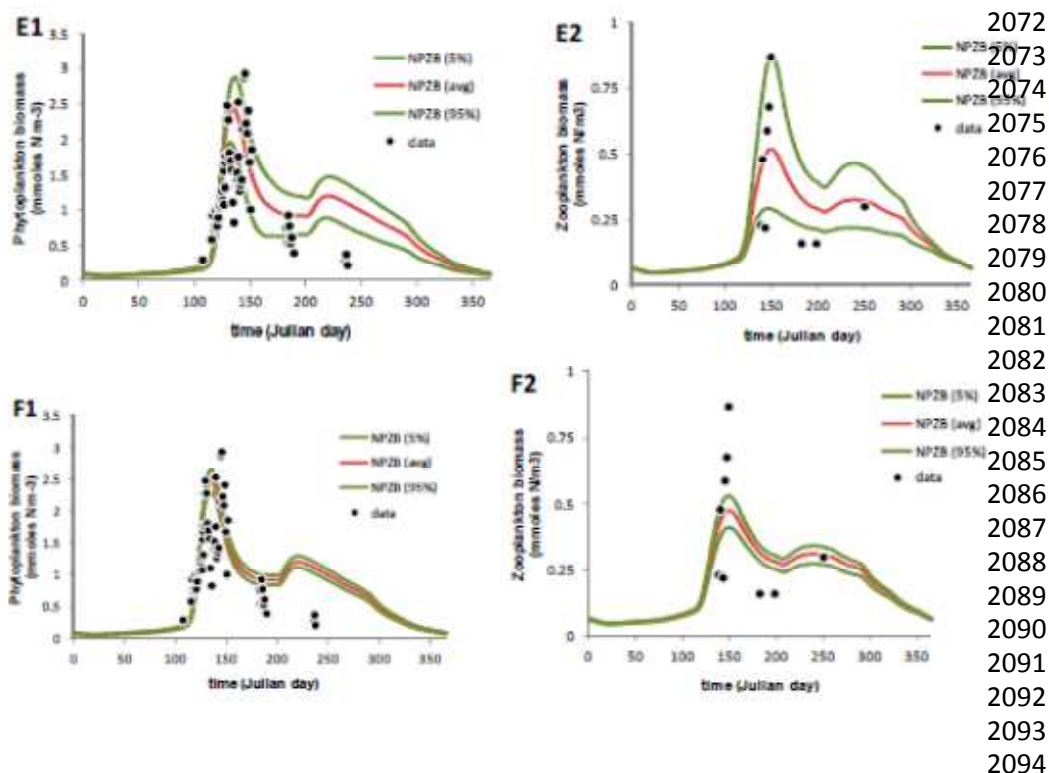 E1
Phytoplankton biomass
(mmoles N m-3)
3.5
3
2.5
2
1.5
1
0.5
0
0 50 100 150 200 250 300 350
time (Julian day)
NPZB (5%)
NPZB (avg)
NPZB (95%)
data
E2
Zooplankton biomass
(mmoles N/m3)
1
0.75
0.5
0.25
0
0 50 100 150 200 250 300 350
time (Julian day)
NPZB (5%)
NPZB (avg)
NPZB (95%)
data
F1
Phytoplankton biomass
(mmoles N m-3)
3.5
3
2.5
2
1.5
1
0.5
0
0 50 100 150 200 250 300 350
time (Julian day)
NPZB (5%)
NPZB (avg)
NPZB (95%)
data
F2
Zooplankton biomass
(mmoles N/m3)
1
0.75
0.5
0.25
0
0 50 100 150 200 250 300 350
time (Julian day)
NPZB (5%)
NPZB (avg)
NPZB (95%)
data
2072
2073
2074
2075
2076
2077
2078
2079
2080
2081
2082
2083
2084
2085
2086
2087
2088
2089
2090
2091
2092
2093
2094